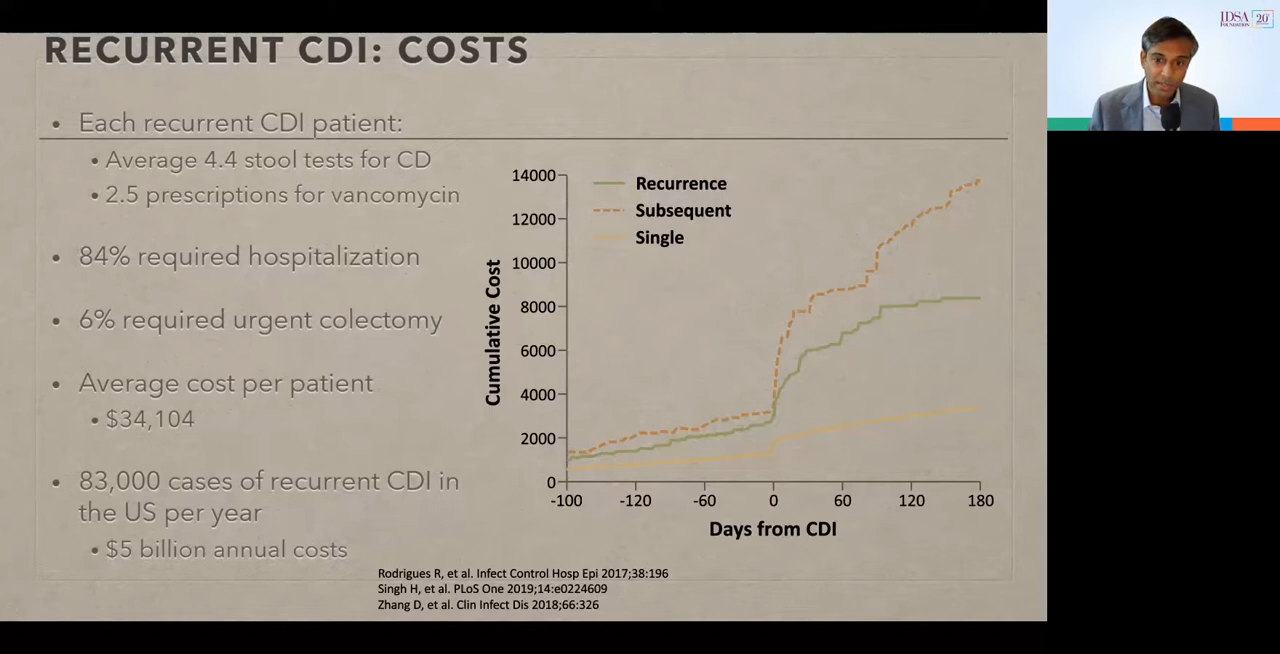 RECURRENT CDI: COSTS
• Each recurrent CDI patient:
• Average 4.4 stool tests for CD
• 2.5 prescriptions for vancomycin
• 84% required hospitalization
• 6% required urgent colectomy
• Average cost per patient
• $34,104
• 83,000 cases of recurrent CDI in
the US per year
• $5 billion annual costs
Recurrence
Subsequent
Single
Cumulative Cost
14000
12000
10000
8000
6000
4000
2000
0
-100 -120 -60 0 60 120 180
Days from CDI
Rodrigues R, et al. Infect Control Hosp Epi 2017;38:196
Singh H, et al. PLoS One 2019;14:e0224609
Zhang D, et al. Clin Infect Dis 2018;66:326
IDSA
FOUNDATION
20